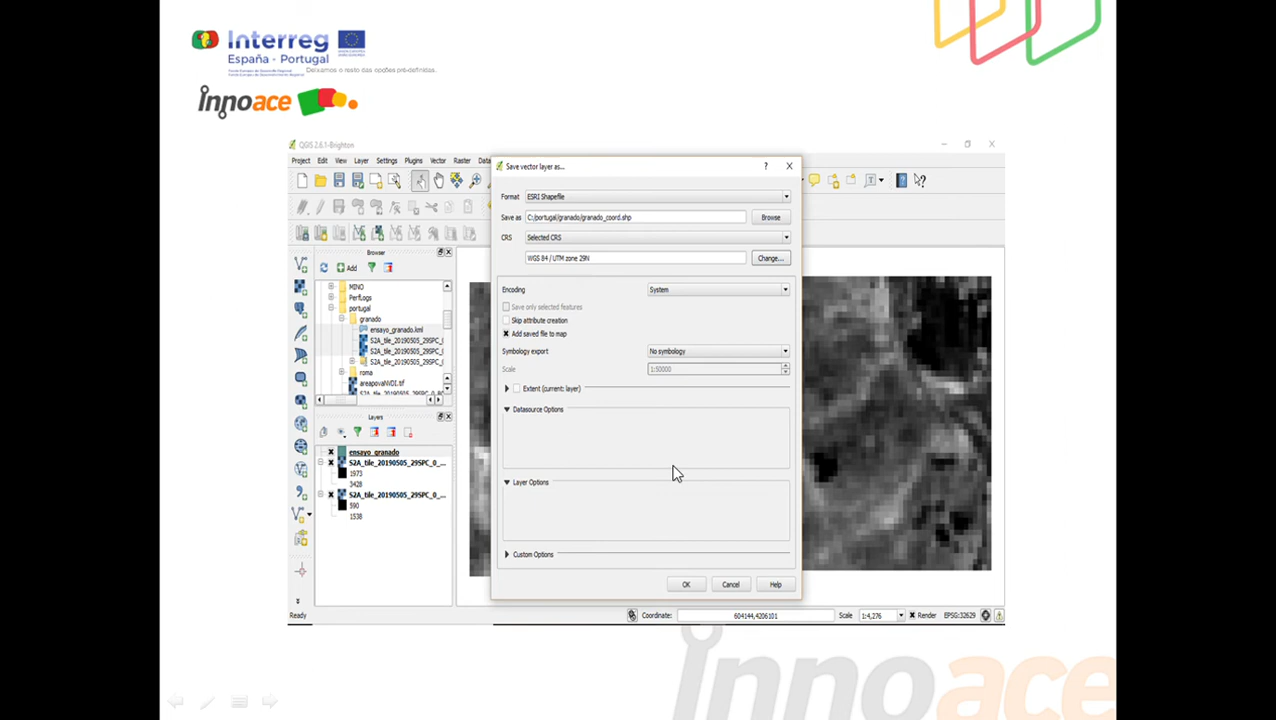 Interreg
España - Portugal
Deixamos o resto das opções pré-definidas.
innoace
QGIS 2.6.1-Brighton
Project Edit View Layer Settings Plugins Vector Raster
Save vector layer as...
Format ESRI Shapefile
Save as C:/portugal/granado/granado_coord.shp Browse
CRS Selected CRS
WGS 84 / UTM zone 29N Change...
Browser
Add
MINO
PerfLogs
portugal
granado
ensayo_granado.kml
S2A_tile_20190505_29SPC_0_
S2A_tile_20190505_29SPC_0_
S2A_tile_20190505_29SPC_0_
roma
areapovaNVDI.tif
Encoding System
Save only selected features
Skip attribute creation
Add saved file to map
Symbology export No symbology
Scale 1:50000
Extent (current: layer)
Datasource Options
Layer Options
Custom Options
OK Cancel Help
Layers
ensayo_granado
S2A_tile_20190505_29SPC_0_...
1973
3428
S2A_tile_20190505_29SPC_0_...
590
1538
Ready Coordinate: 604144,4206101 Scale 1:4,276 Render EPSG:32629
innoace